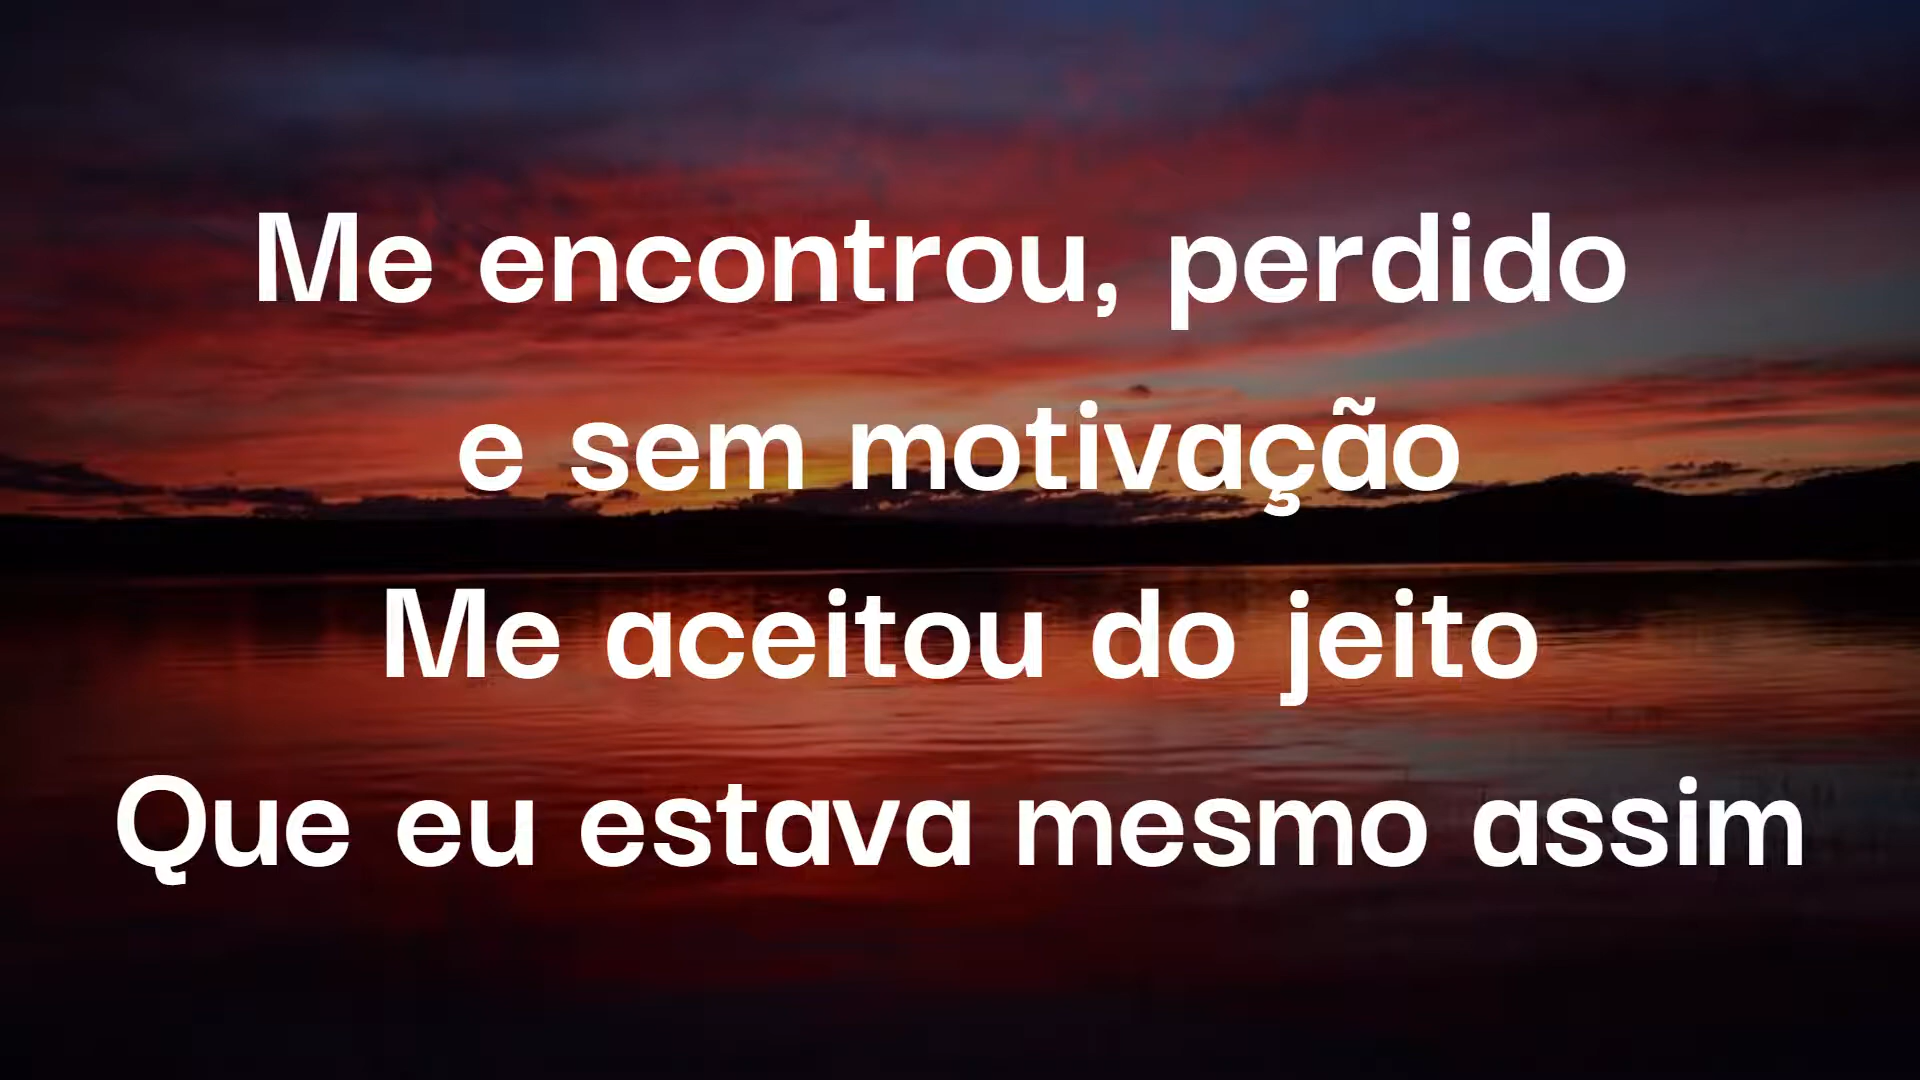 Me encontrou, perdido
e sem motivação
Me aceitou do jeito
Que eu estava mesmo assim